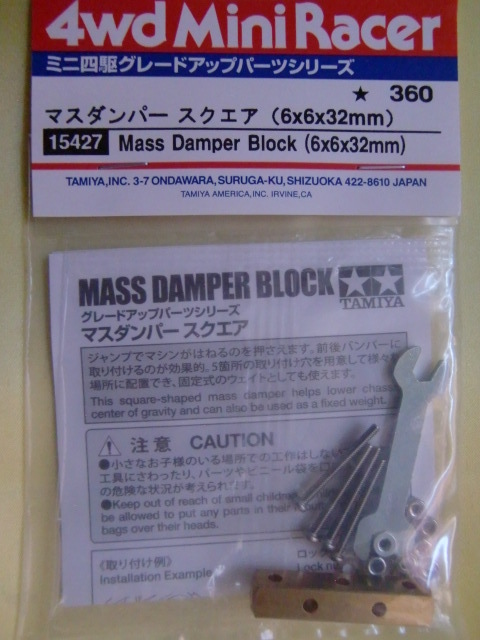 4wd Mini Racer
ミニ四駆グレードアップパーツシリーズ
★ 360
マスダンパー スクエア（6x6x32mm）
15427 Mass Damper Block (6x6x32mm)
TAMIYA,INC. 3-7 ONDAWARA, SURUGA-KU, SHIZUOKA 422-8610 JAPAN
TAMIYA AMERICA,INC. IRVINE,CA
MASS DAMPER BLOCK
TAMIYA
グレードアップパーツシリーズ
マスダンパー スクエア
ジャンプでマシンがはねるのを押さえます。前後バンパーに
取り付けるのが効果的。5箇所の取り付け穴を用意して様々な
場所に配置でき、固定式のウェイトとしても使えます。
This square-shaped mass damper helps lower chassis
center of gravity and can also be used as a fixed weight.
注意 CAUTION
●小さなお子様のいる場所での工作はしない
工具にさわったり、パーツやビニール袋を口
の危険な状況が考えられます。
●Keep out of reach of small children
be allowed to put any parts in their
bags over their heads.
《取り付け例》
Installation Example
ロック
Lock nut